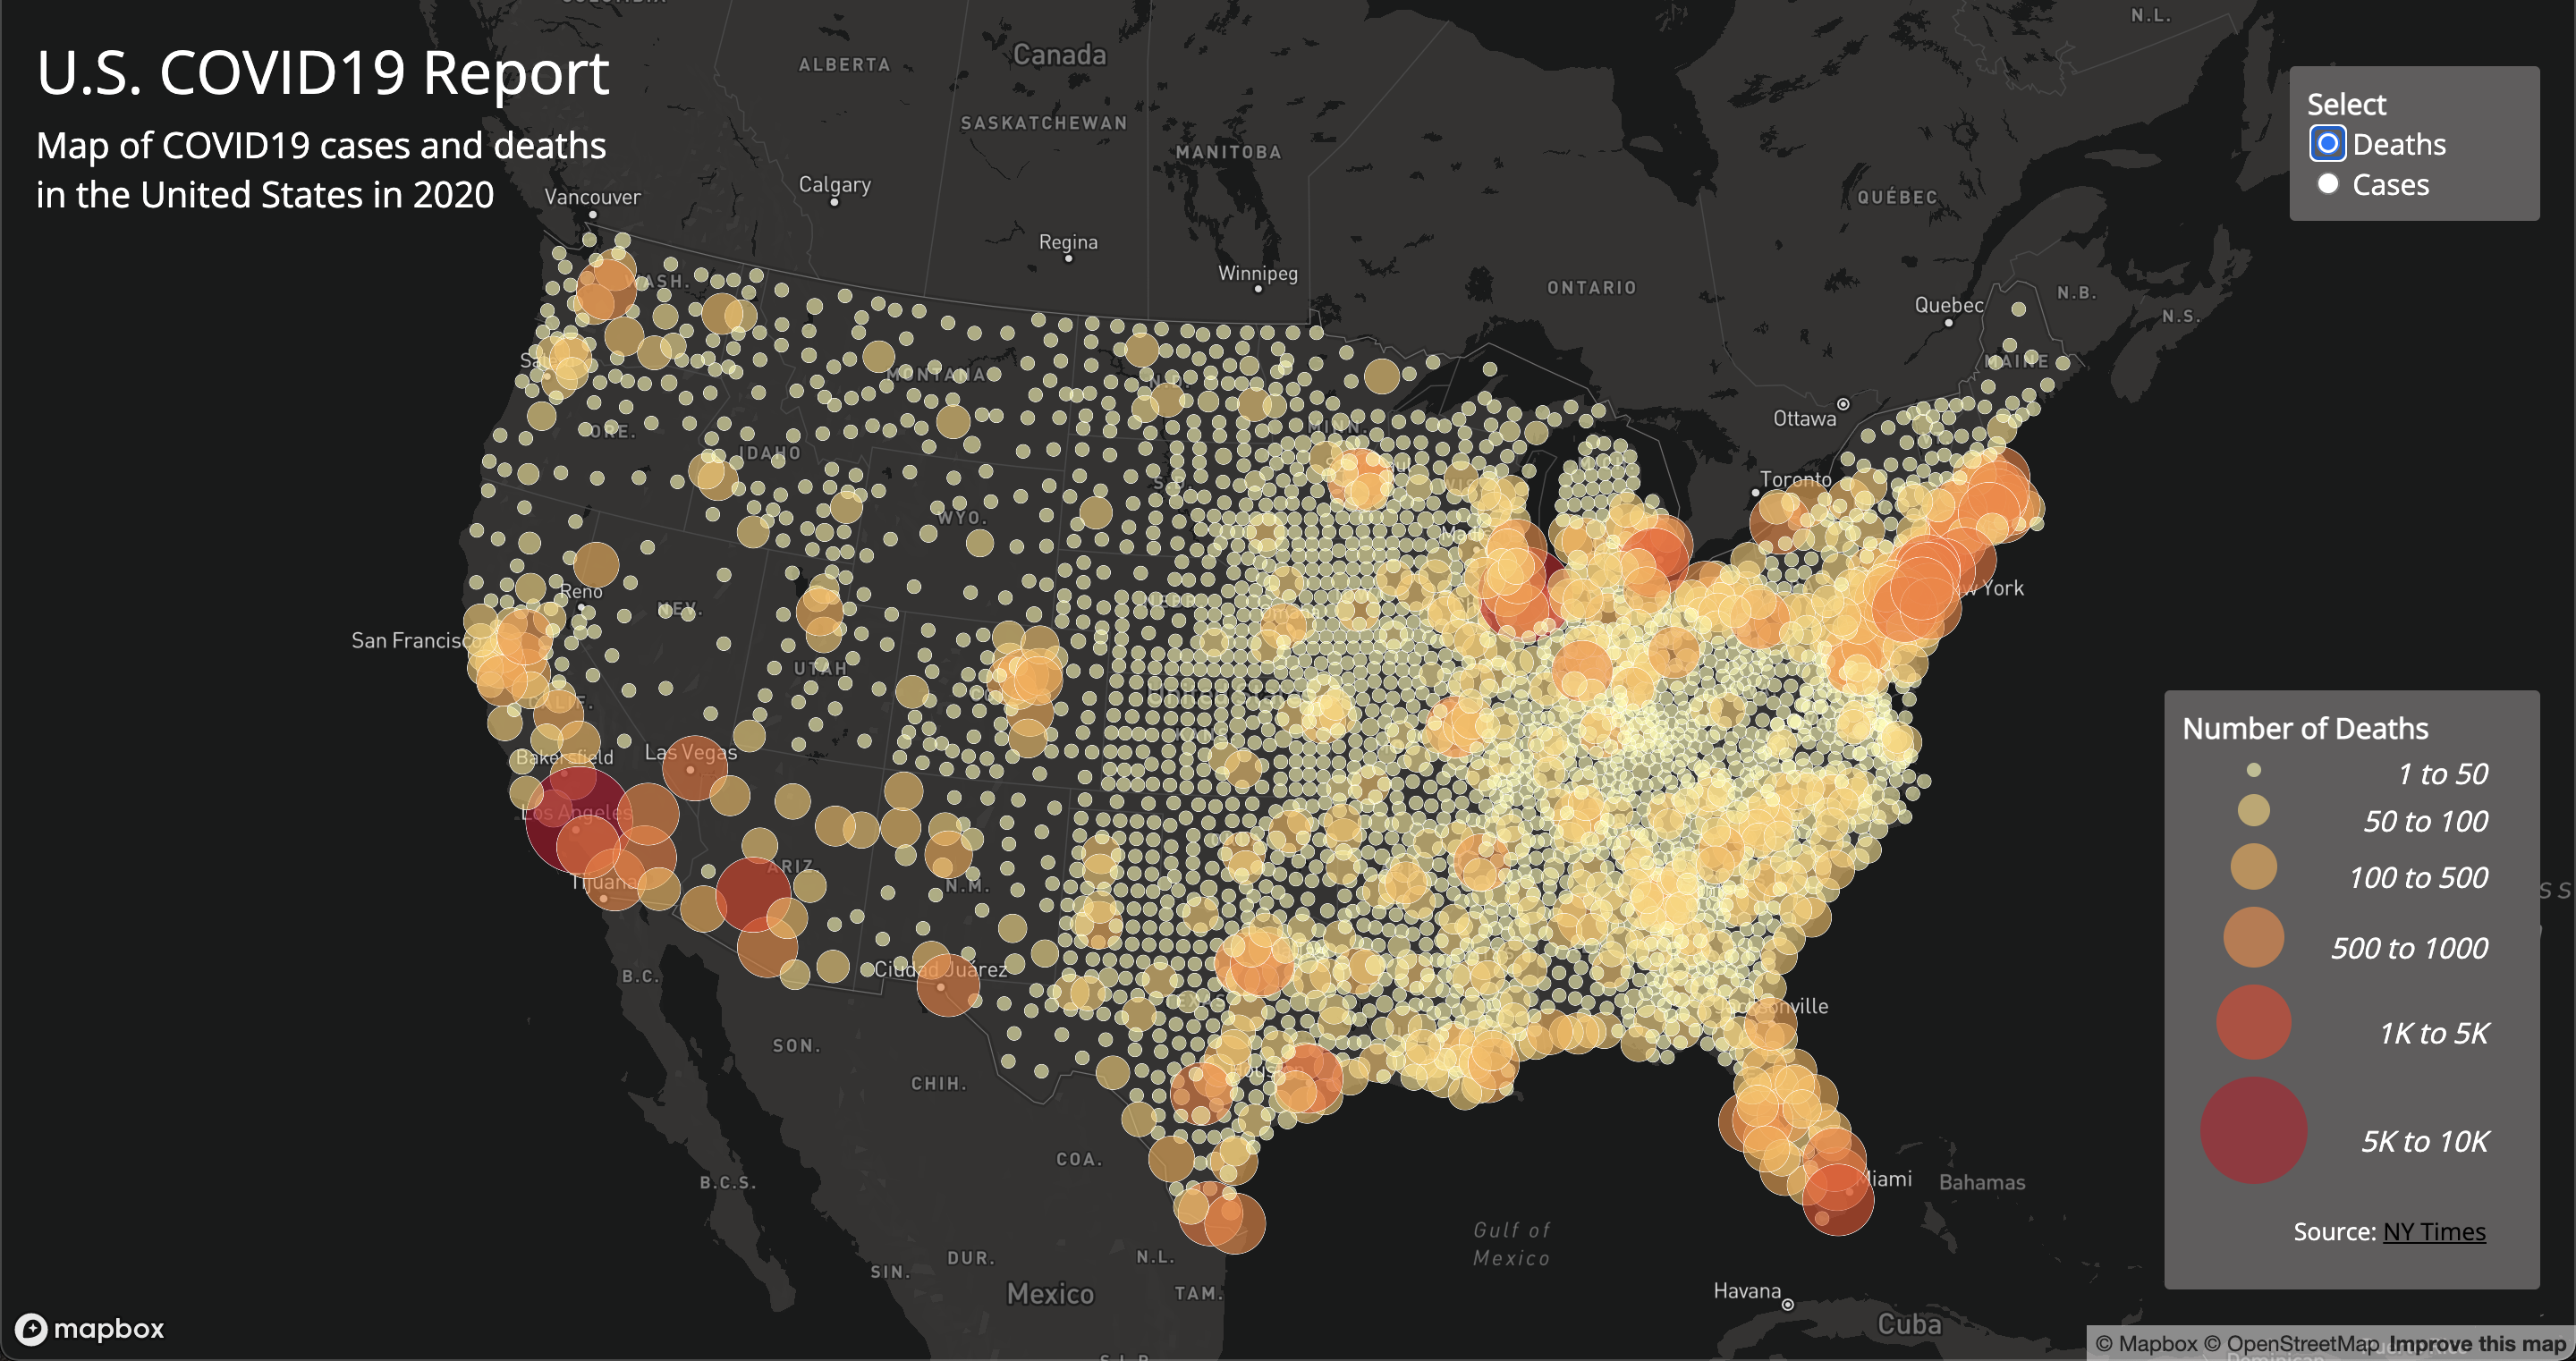 U.S. COVID19 Report
Map of COVID19 cases and deaths
in the United States in 2020
Select
Deaths
Cases
N.L.
Canada
ALBERTA
SASKATCHEWAN
MANITOBA
Vancouver
Calgary
QUÉBEC
Regina
Winnipeg
ONTARIO
N.B.
Quebec
N.S.
WASH.
MAINE
MONTANA
N.D.
Ottawa
MINN.
ORE.
IDAHO
Toronto
WYO.
Reno
NEV.
York
San Francisco
UTAH
Bakersfield
Las Vegas
Los Angeles
ARIZ.
Tijuana
N.M.
Ciudad Juárez
B.C.
TEXAS
SON.
CHIH.
COA.
B.C.S.
Miami
Bahamas
Gulf of
Mexico
DUR.
N.L.
SIN.
Mexico
TAM.
Havana
Cuba
Number of Deaths
1 to 50
50 to 100
100 to 500
500 to 1000
1K to 5K
5K to 10K
Source: NY Times
mapbox
© Mapbox © OpenStreetMap Improve this map